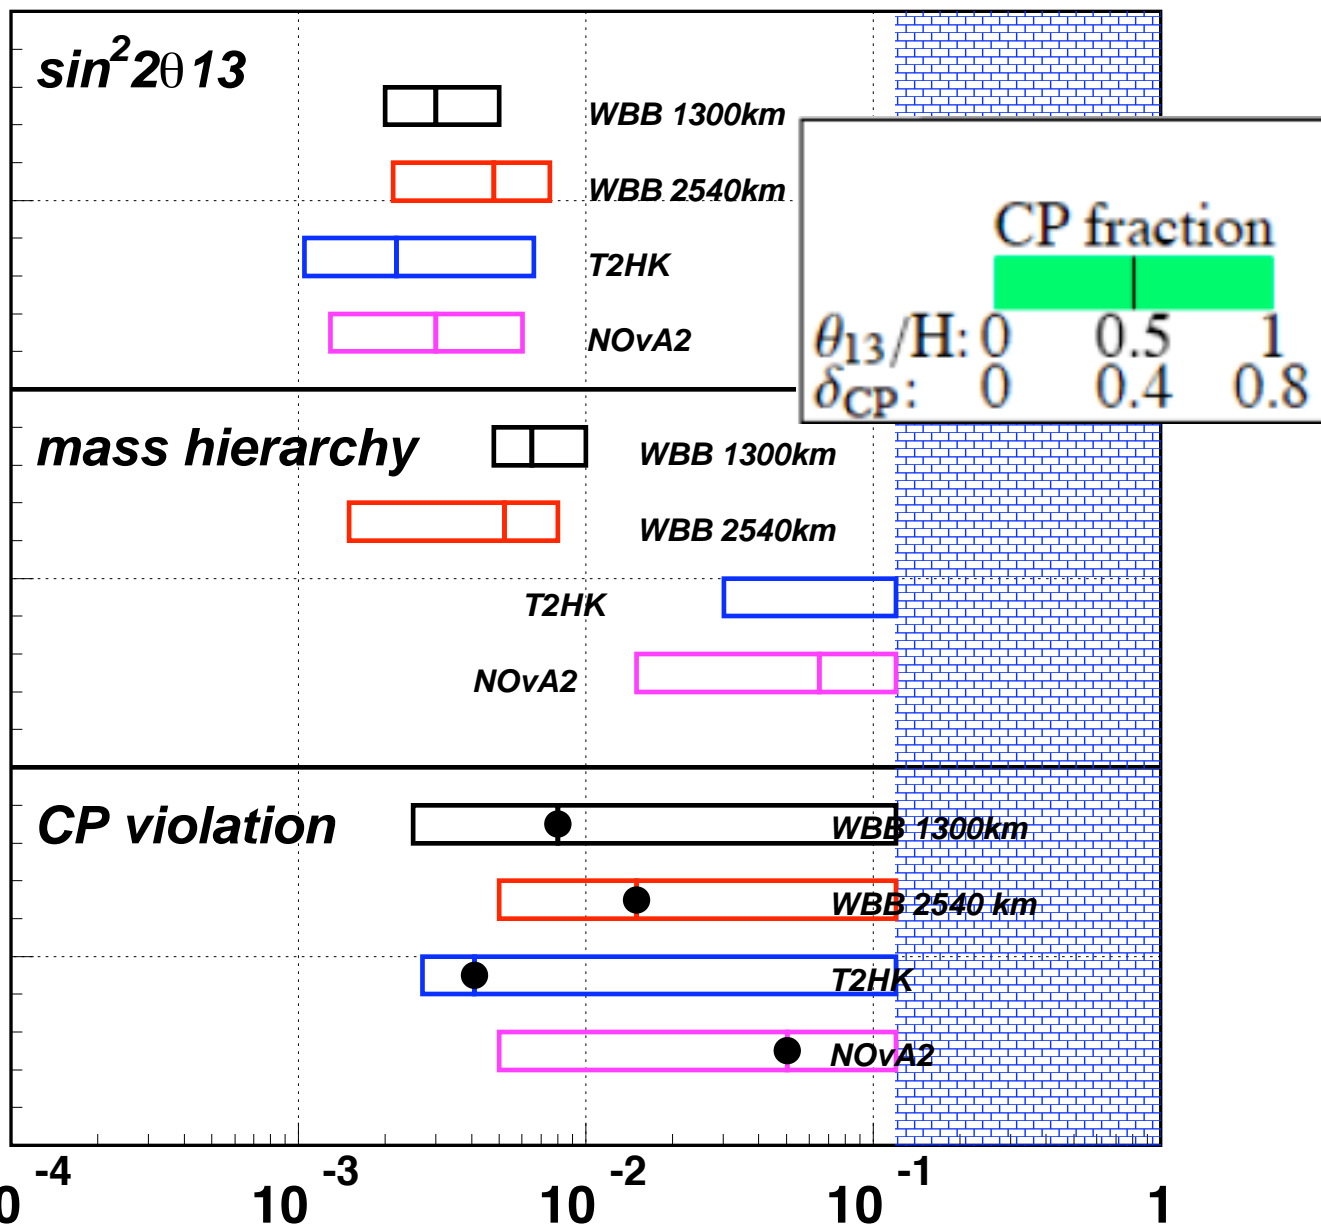 sin²2θ13
WBB 1300km
WBB 2540km
T2HK
NOvA2
CP fraction
θ₁₃/H: 0 0.5 1
δCP: 0 0.4 0.8
mass hierarchy
WBB 1300km
WBB 2540km
T2HK
NOvA2
CP violation
WBB 1300km
WBB 2540 km
T2HK
NOvA2
0⁻⁴ 10⁻³ 10⁻² 10⁻¹ 1